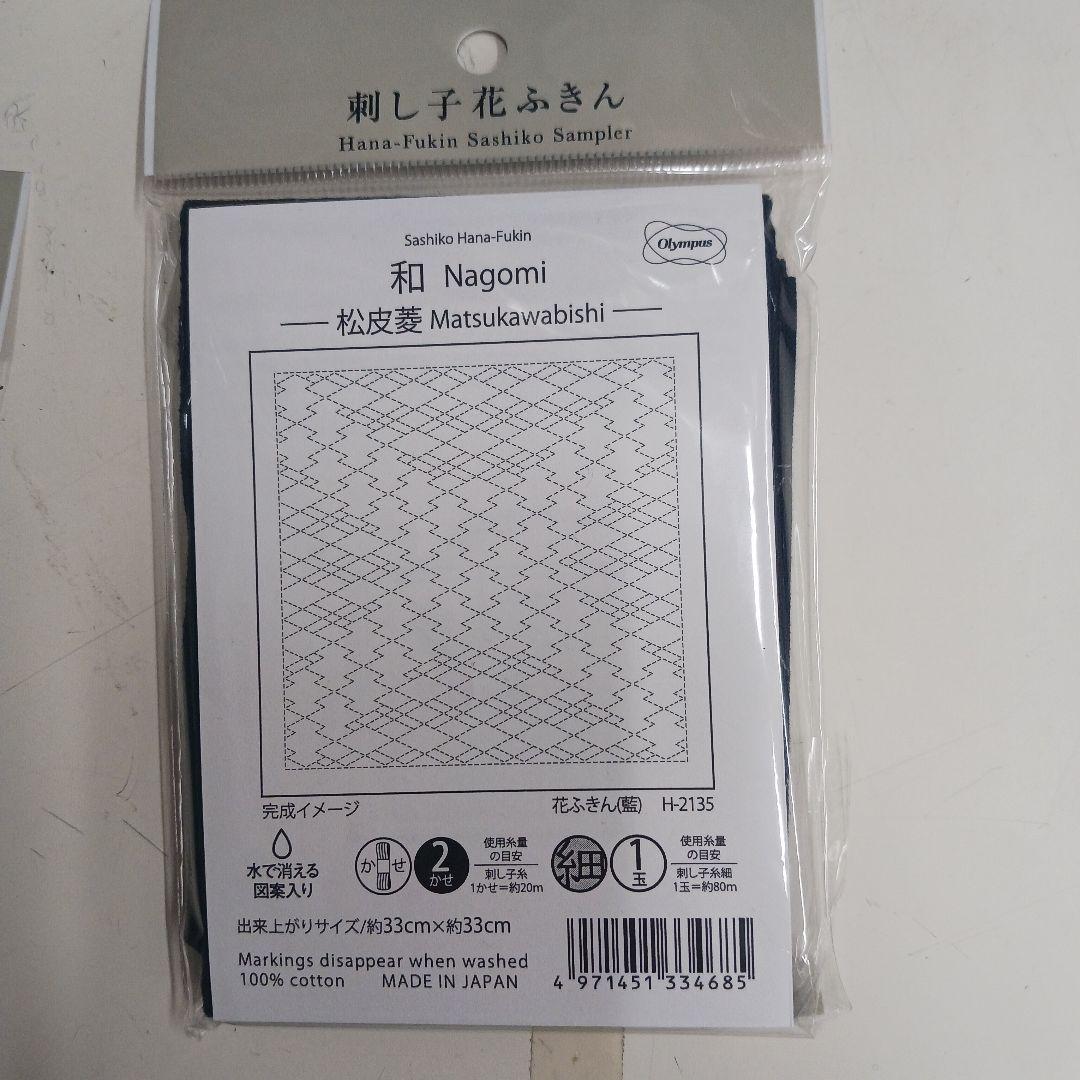 刺し子花ふきん
Hana-Fukin Sashiko Sampler
Sashiko Hana-Fukin
Olympus
和 Nagomi
松皮菱 Matsukawabishi
完成イメージ
花ふきん(藍) H-2135
水で消える
図案入り
かせ
2
かせ
使用糸量
の目安
刺し子糸
1かせ=約20m
細
1
玉
使用糸量
の目安
刺し子糸細
1玉=約80m
出来上がりサイズ/約33cm×約33cm
Markings disappear when washed
100% cotton MADE IN JAPAN
4 971451 334685